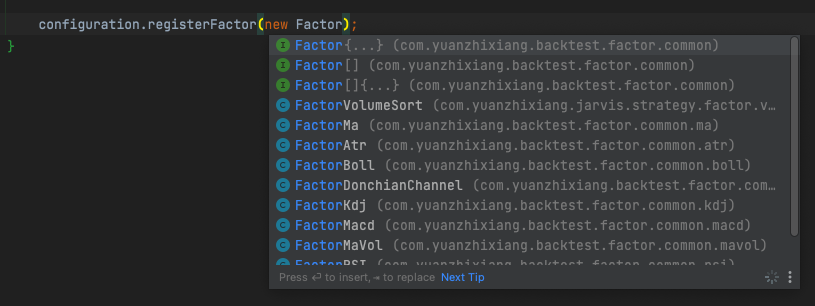 configuration.registerFactor(new Factor);
}
Factor{...} (com.yuanzhixiang.backtest.factor.common)
Factor[] (com.yuanzhixiang.backtest.factor.common)
Factor[]{...} (com.yuanzhixiang.backtest.factor.common)
FactorVolumeSort (com.yuanzhixiang.jarvis.strategy.factor.v…
FactorMa (com.yuanzhixiang.backtest.factor.common.ma)
FactorAtr (com.yuanzhixiang.backtest.factor.common.atr)
FactorBoll (com.yuanzhixiang.backtest.factor.common.boll)
FactorDonchianChannel (com.yuanzhixiang.backtest.factor.com…
FactorKdj (com.yuanzhixiang.backtest.factor.common.kdj)
FactorMacd (com.yuanzhixiang.backtest.factor.common.macd)
FactorMaVol (com.yuanzhixiang.backtest.factor.common.mavol)
Press ⏎ to insert, ⇥ to replace Next Tip